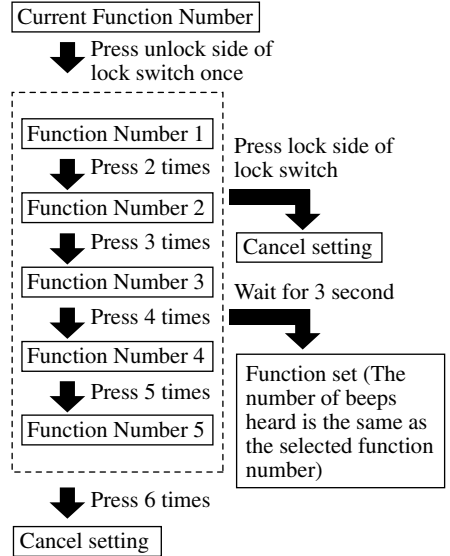 Current Function Number
Press unlock side of
lock switch once
Function Number 1
Press 2 times
Function Number 2
Press 3 times
Function Number 3
Press 4 times
Function Number 4
Press 5 times
Function Number 5
Press 6 times
Cancel setting
Press lock side of
lock switch
Cancel setting
Wait for 3 second
Function set (The
number of beeps
heard is the same as
the selected function
number)